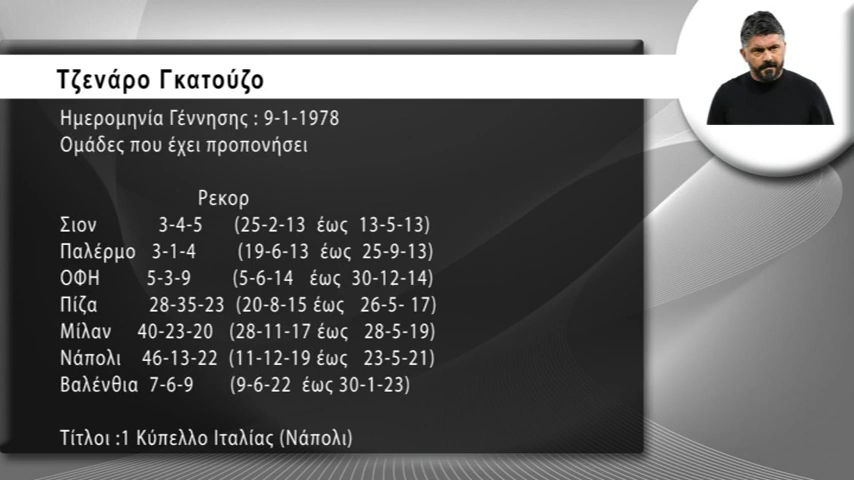 Τζενάρο Γκατούζο
Ημερομηνία Γέννησης : 9-1-1978
Ομάδες που έχει προπονήσει
Ρεκορ
Σιον 3-4-5 (25-2-13 έως 13-5-13)
Παλέρμο 3-1-4 (19-6-13 έως 25-9-13)
ΟΦΗ 5-3-9 (5-6-14 έως 30-12-14)
Πίζα 28-35-23 (20-8-15 έως 26-5- 17)
Μίλαν 40-23-20 (28-11-17 έως 28-5-19)
Νάπολι 46-13-22 (11-12-19 έως 23-5-21)
Βαλένθια 7-6-9 (9-6-22 έως 30-1-23)
Τίτλοι :1 Κύπελλο Ιταλίας (Νάπολι)